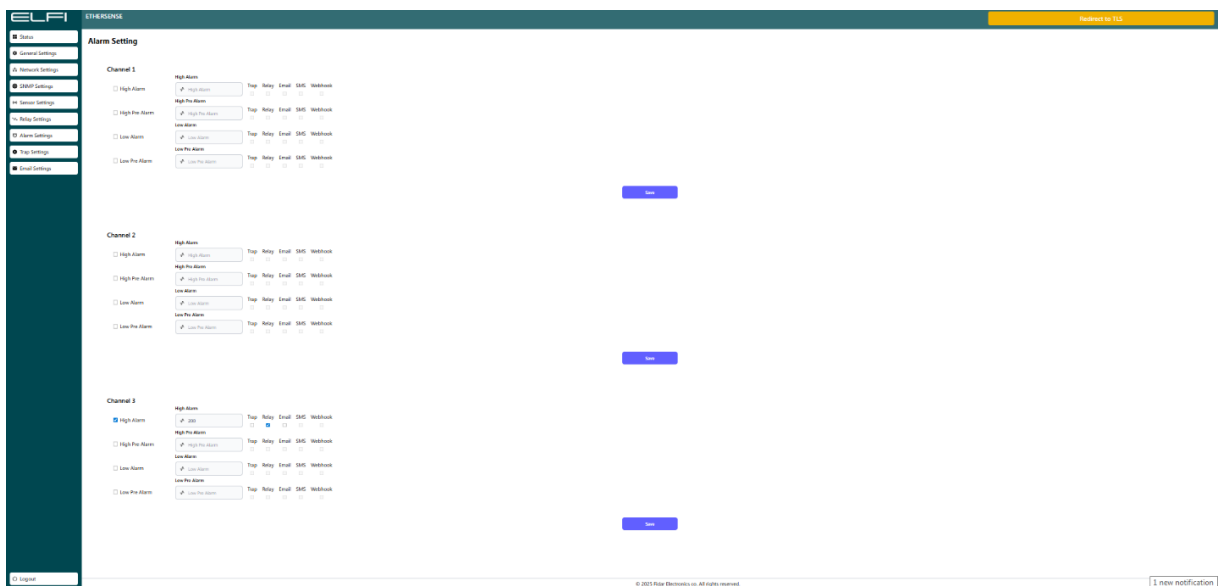 ELFI
ETHERSENSE
Redirect to TLS
Status
General Settings
Network Settings
SNMP Settings
Sensor Settings
Relay Settings
Alarm Settings
Trap Settings
Email Settings
Logout
Alarm Setting
Channel 1
High Alarm
High Alarm High Alarm Trap Relay Email SMS Webhook
High Pre Alarm
High Pre Alarm High Pre Alarm Trap Relay Email SMS Webhook
Low Alarm
Low Alarm Low Alarm Trap Relay Email SMS Webhook
Low Pre Alarm
Low Pre Alarm Low Pre Alarm Trap Relay Email SMS Webhook
Save
Channel 2
High Alarm
High Alarm High Alarm Trap Relay Email SMS Webhook
High Pre Alarm
High Pre Alarm High Pre Alarm Trap Relay Email SMS Webhook
Low Alarm
Low Alarm Low Alarm Trap Relay Email SMS Webhook
Low Pre Alarm
Low Pre Alarm Low Pre Alarm Trap Relay Email SMS Webhook
Save
Channel 3
High Alarm
High Alarm Trap Relay Email SMS Webhook
High Pre Alarm
High Pre Alarm High Pre Alarm Trap Relay Email SMS Webhook
Low Alarm
Low Alarm Low Alarm Trap Relay Email SMS Webhook
Low Pre Alarm
Low Pre Alarm Low Pre Alarm Trap Relay Email SMS Webhook
Save
© 2025 Electronics co. All rights reserved.
1 new notification